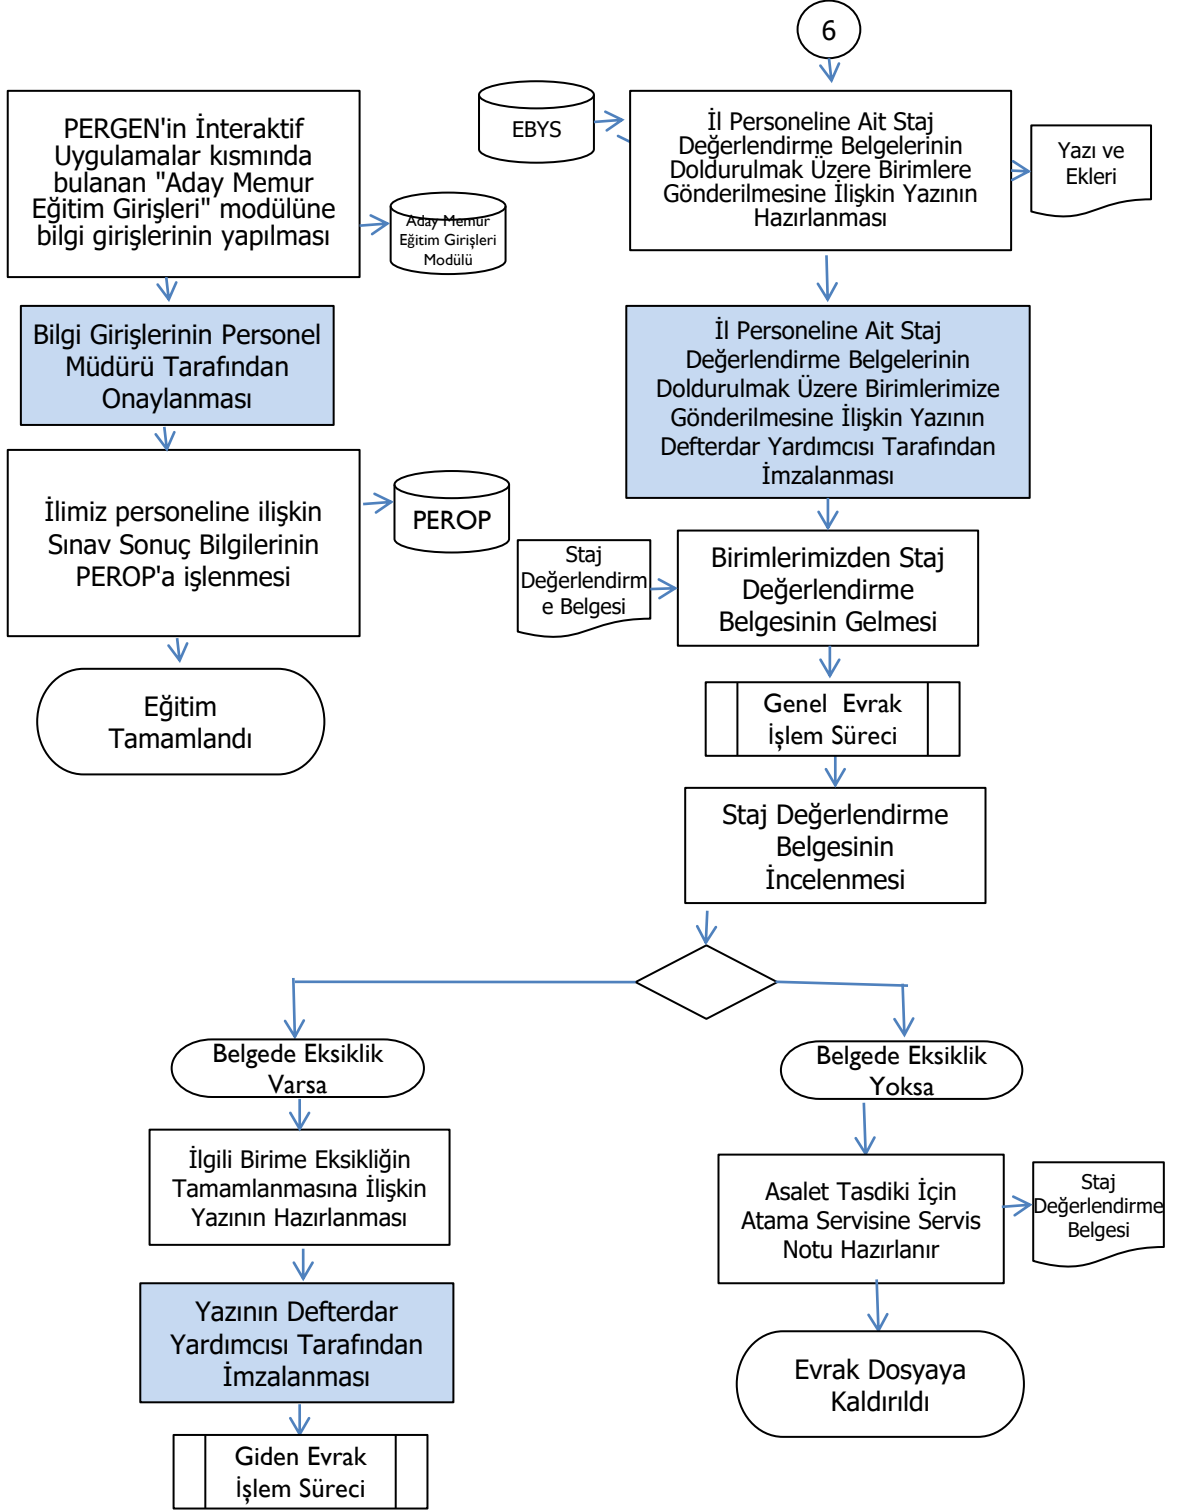 PERGEN'in İnteraktif
Uygulamalar kısmında
bulanan "Aday Memur
Eğitim Girişleri" modülüne
bilgi girişlerinin yapılması
Aday Memur
Eğitim Girişleri
Modülü
Bilgi Girişlerinin Personel
Müdürü Tarafından
Onaylanması
İlimiz personeline ilişkin
Sınav Sonuç Bilgilerinin
PEROP'a işlenmesi
PEROP
Eğitim
Tamamlandı
6
EBYS
İl Personeline Ait Staj
Değerlendirme Belgelerinin
Doldurulmak Üzere Birimlere
Gönderilmesine İlişkin Yazının
Hazırlanması
Yazı ve
Ekleri
İl Personeline Ait Staj
Değerlendirme Belgelerinin
Doldurulmak Üzere Birimlerimize
Gönderilmesine İlişkin Yazının
Defterdar Yardımcısı Tarafından
İmzalanması
Staj
Değerlendirm
e Belgesi
Birimlerimizden Staj
Değerlendirme
Belgesinin Gelmesi
Genel Evrak
İşlem Süreci
Staj Değerlendirme
Belgesinin
İncelenmesi
Belgede Eksiklik
Varsa
İlgili Birime Eksikliğin
Tamamlanmasına İlişkin
Yazının Hazırlanması
Yazının Defterdar
Yardımcısı Tarafından
İmzalanması
Giden Evrak
İşlem Süreci
Belgede Eksiklik
Yoksa
Asalet Tasdiki İçin
Atama Servisine Servis
Notu Hazırlanır
Staj
Değerlendirme
Belgesi
Evrak Dosyaya
Kaldırıldı